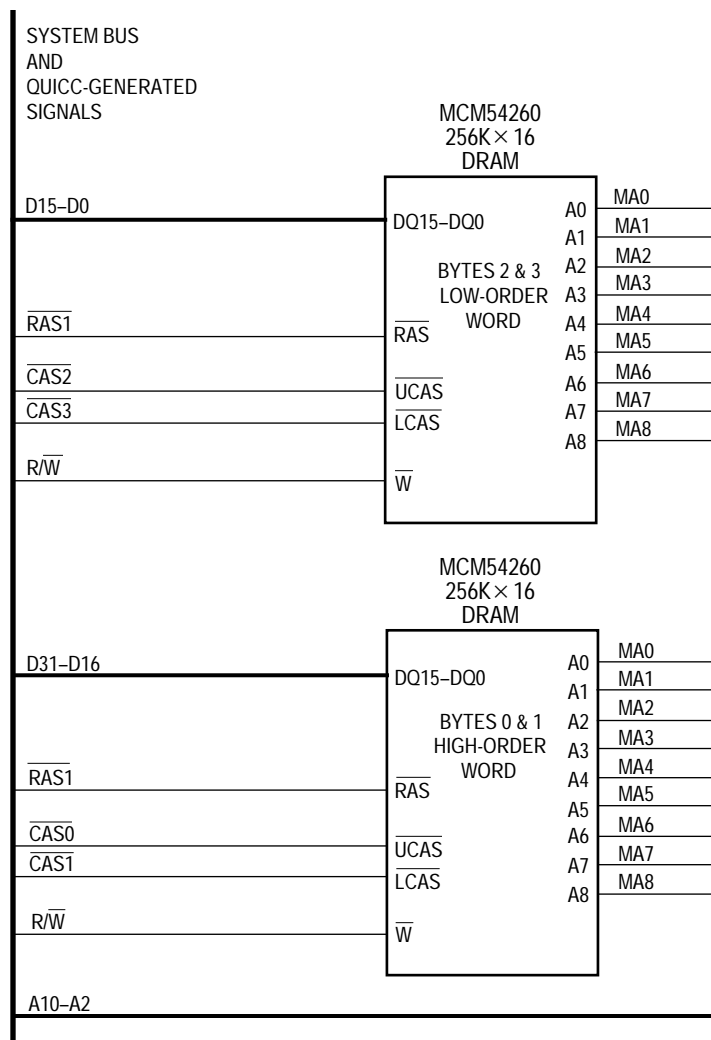 SYSTEM BUS
AND
QUICC-GENERATED
SIGNALS
MCM54260
256K × 16
DRAM
D15–D0
DQ15–DQ0
BYTES 2 & 3
LOW-ORDER
WORD
RAS1
RAS
CAS2
UCAS
CAS3
LCAS
R/W
W
A0 MA0
A1 MA1
A2 MA2
A3 MA3
A4 MA4
A5 MA5
A6 MA6
A7 MA7
A8 MA8
MCM54260
256K × 16
DRAM
D31–D16
DQ15–DQ0
BYTES 0 & 1
HIGH-ORDER
WORD
RAS1
RAS
CAS0
UCAS
CAS1
LCAS
R/W
W
A0 MA0
A1 MA1
A2 MA2
A3 MA3
A4 MA4
A5 MA5
A6 MA6
A7 MA7
A8 MA8
A10–A2